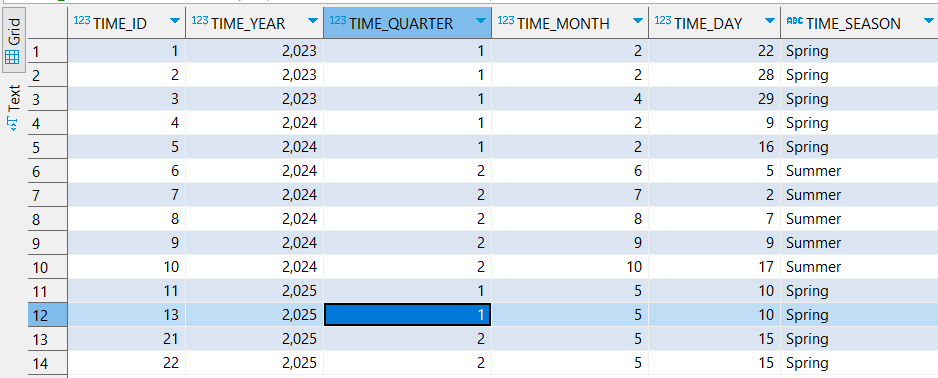 Grid
Text
123 TIME_ID 123 TIME_YEAR 123 TIME_QUARTER 123 TIME_MONTH 123 TIME_DAY ABC TIME_SEASON
1 1 2,023 1 2 22 Spring
2 2 2,023 1 2 28 Spring
3 3 2,023 1 4 29 Spring
4 4 2,024 1 2 9 Spring
5 5 2,024 1 2 16 Spring
6 6 2,024 2 6 5 Summer
7 7 2,024 2 7 2 Summer
8 8 2,024 2 8 7 Summer
9 9 2,024 2 9 9 Summer
10 10 2,024 2 10 17 Summer
11 11 2,025 1 5 10 Spring
12 13 2,025 1 5 10 Spring
13 21 2,025 2 5 15 Spring
14 22 2,025 2 5 15 Spring